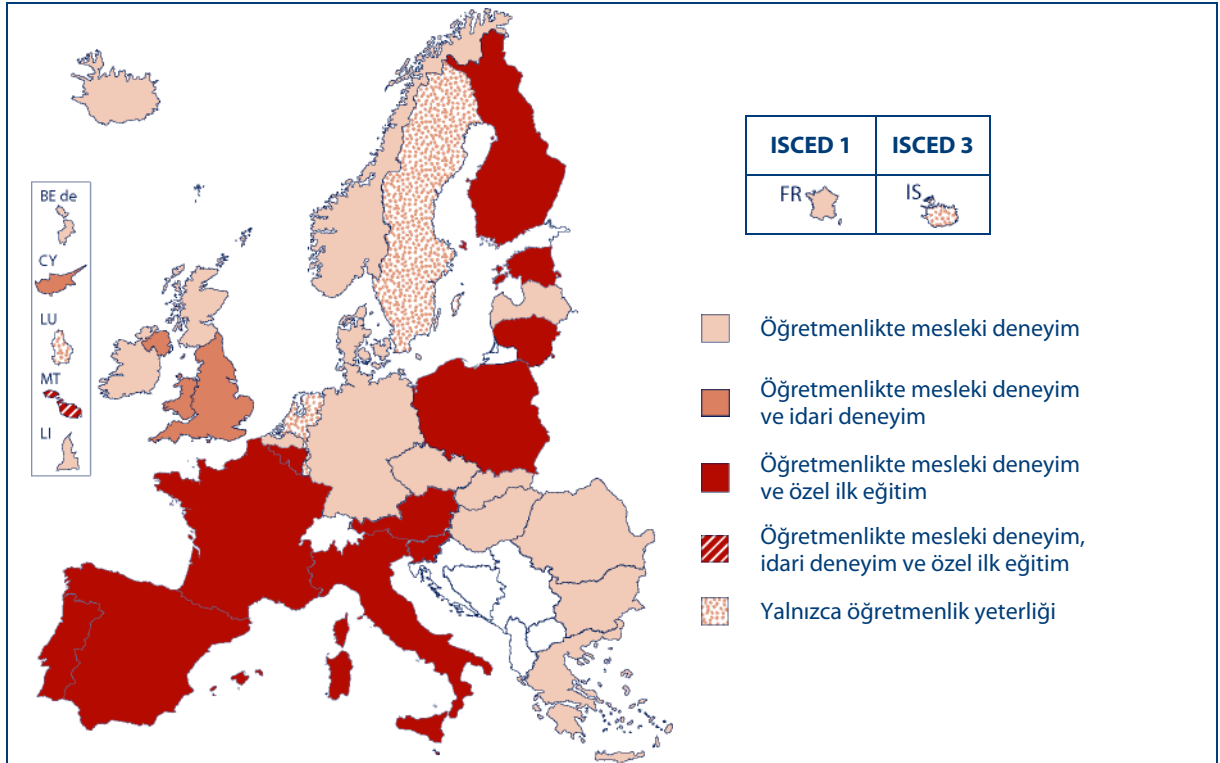 BE de
CY
LU
MT
LI
ISCED 1
ISCED 3
FR
IS
Öğretmenlikte mesleki deneyim
Öğretmenlikte mesleki deneyim
ve idari deneyim
Öğretmenlikte mesleki deneyim
ve özel ilk eğitim
Öğretmenlikte mesleki deneyim,
idari deneyim ve özel ilk eğitim
Yalnızca öğretmenlik yeterliği